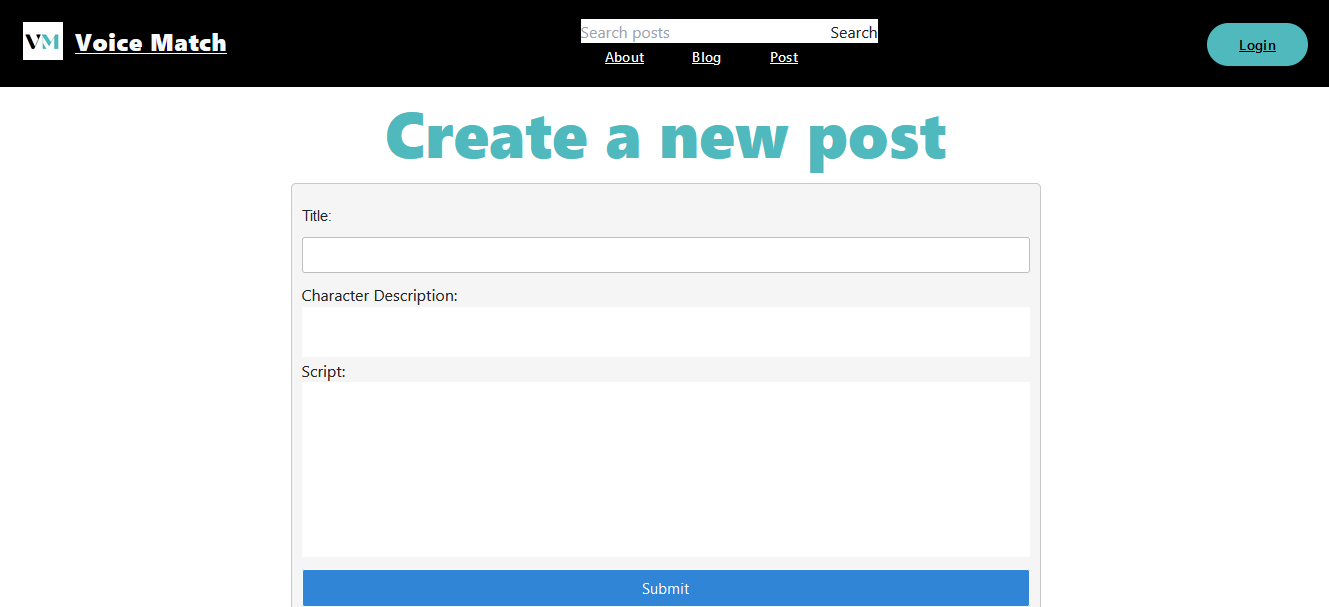 VM Voice Match
Search posts Search
About Blog Post
Login
Create a new post
Title:
Character Description:
Script:
Submit